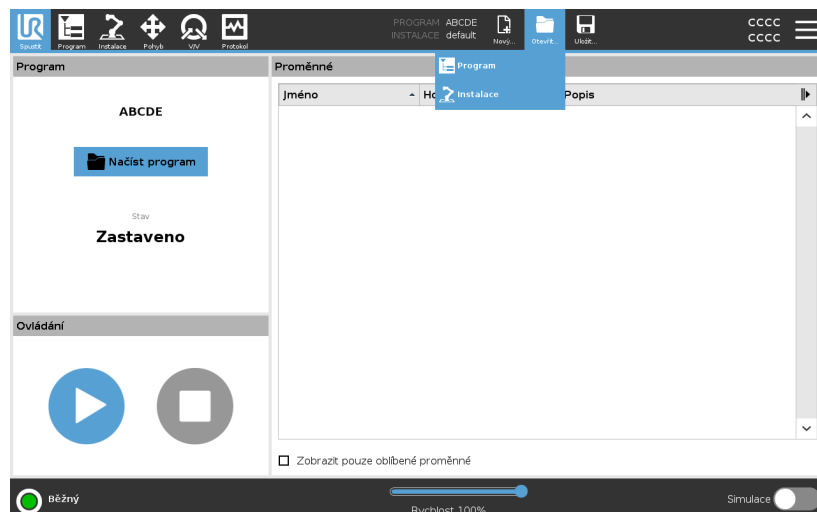 UR
PROGRAM ABCDE
INSTALACE default
cccc
cccc
Spustit Program Instalace Pohyb V/V Protokol
Nový... Otevřít... Uložit...
Program
Proměnné
Program
Instalace
Jméno
Popis
ABCDE
Načíst program
Stav
Zastaveno
Ovládání
Zobrazit pouze oblíbené proměnné
Běžný
Rychlost 100%
Simulace